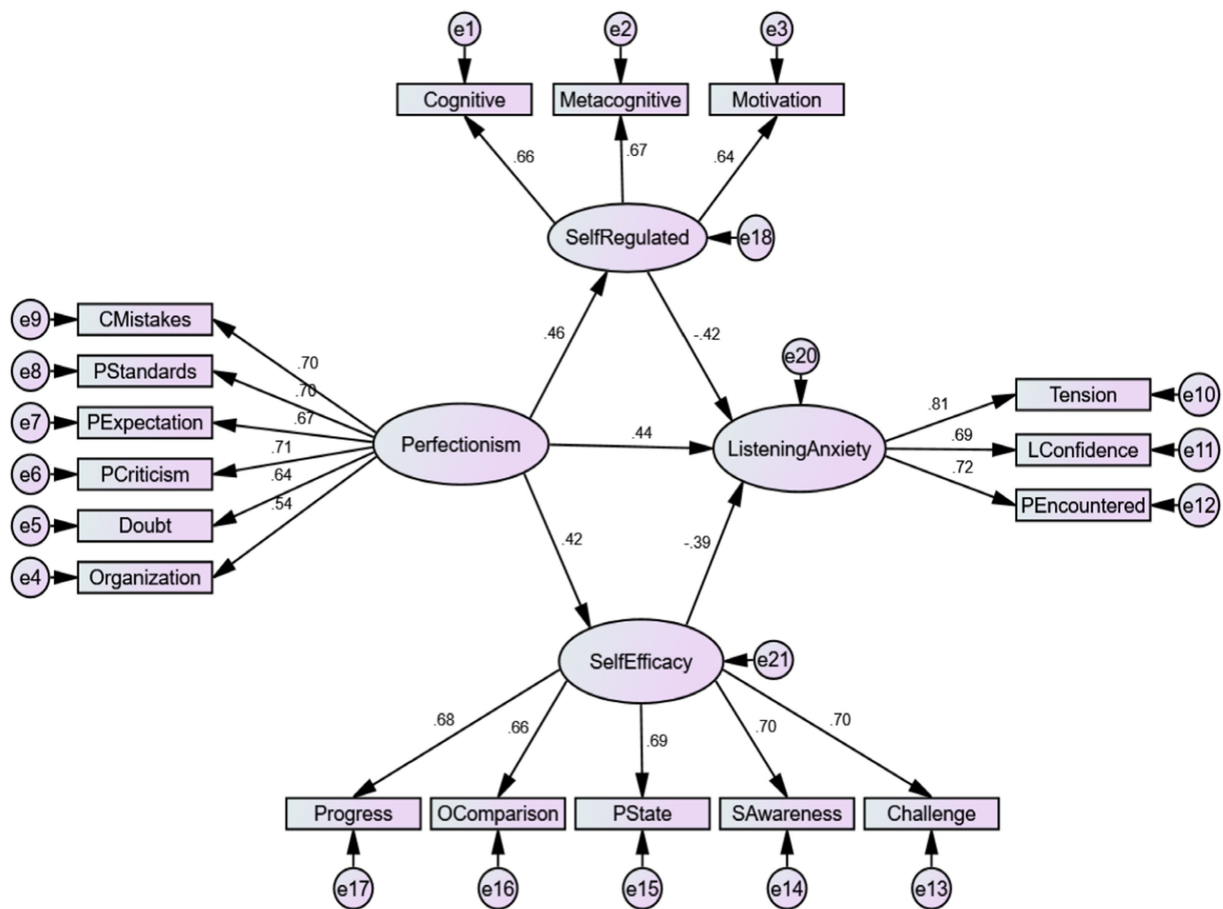 e1
e2
e3
Cognitive
Metacognitive
Motivation
.66
.67
.64
SelfRegulated
e18
e9
CMistakes
e8
PStandards
e7
PExpectation
e6
PCriticism
e5
Doubt
e4
Organization
.70
.70
.67
.71
.64
.54
Perfectionism
.46
-.42
.44
.42
-.39
e20
ListeningAnxiety
.81
.69
.72
Tension
e10
LConfidence
e11
PEncountered
e12
SelfEfficacy
e21
.68
.66
.69
.70
.70
Progress
OComparison
PState
SAwareness
Challenge
e17
e16
e15
e14
e13